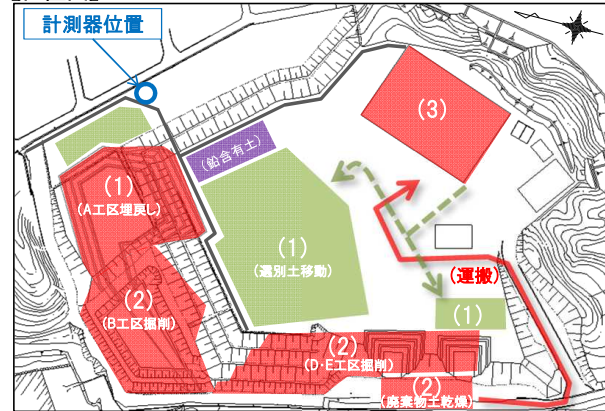 計測器位置
(3)
(鉛含有土)
(1)
(A工区埋戻し)
(1)
(選別土移動)
(2)
(B工区掘削)
(運搬)
(1)
(2)
(D・E工区掘削)
(2)
(廃棄物土乾燥)